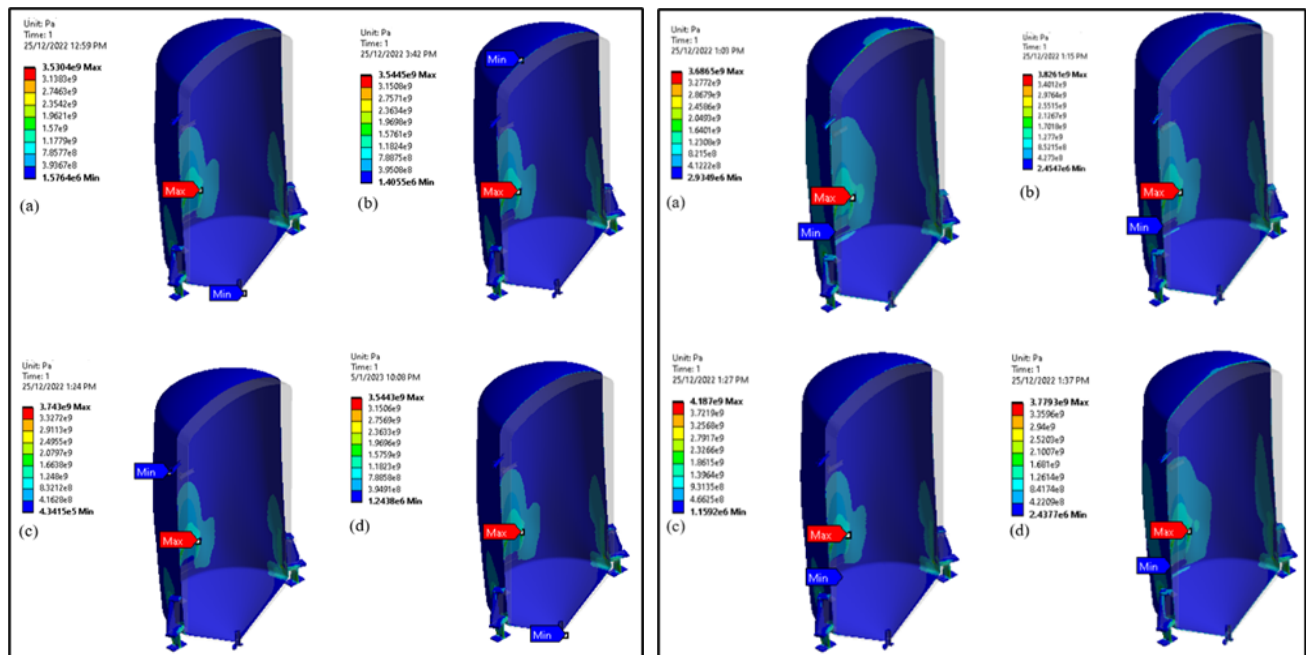 Unit: Pa
Time: 1
25/12/2022 12:59 PM
3.5304e9 Max
3.1383e9
2.7463e9
2.3542e9
1.9621e9
1.57e9
1.1779e9
7.8577e8
3.9367e8
1.5764e6 Min
Max
Min
(a)
Unit: Pa
Time: 1
25/12/2022 3:42 PM
3.5445e9 Max
3.1508e9
2.7571e9
2.3634e9
1.9698e9
1.5761e9
1.1824e9
7.8875e8
3.9508e8
1.4055e6 Min
Min
Max
(b)
Unit: Pa
Time: 1
25/12/2022 1:24 PM
3.743e9 Max
3.3272e9
2.9113e9
2.4955e9
2.0797e9
1.6638e9
1.248e9
8.3212e8
4.1628e8
4.3415e5 Min
Min
Max
(c)
Unit: Pa
Time: 1
5/1/2023 10:08 PM
3.5443e9 Max
3.1506e9
2.7569e9
2.3633e9
1.9696e9
1.5759e9
1.1823e9
7.8858e8
3.9491e8
1.2438e6 Min
Max
Min
(d)
Unit: Pa
Time: 1
25/12/2022 1:03 PM
3.6865e9 Max
3.2772e9
2.8679e9
2.4586e9
2.0493e9
1.6401e9
1.2308e9
8.215e8
4.1222e8
2.9349e6 Min
Max
Min
(a)
Unit: Pa
Time: 1
25/12/2022 1:15 PM
3.8261e9 Max
3.4012e9
2.9764e9
2.5515e9
2.1267e9
1.7018e9
1.277e9
8.5215e8
4.273e8
2.4547e6 Min
Max
Min
(b)
Unit: Pa
Time: 1
25/12/2022 1:27 PM
4.187e9 Max
3.7219e9
3.2568e9
2.7917e9
2.3266e9
1.8615e9
1.3964e9
9.3135e8
4.6625e8
1.1592e6 Min
Max
Min
(c)
Unit: Pa
Time: 1
25/12/2022 1:37 PM
3.7793e9 Max
3.3596e9
2.94e9
2.5203e9
2.1007e9
1.681e9
1.2614e9
8.4174e8
4.2209e8
2.4377e6 Min
Max
Min
(d)